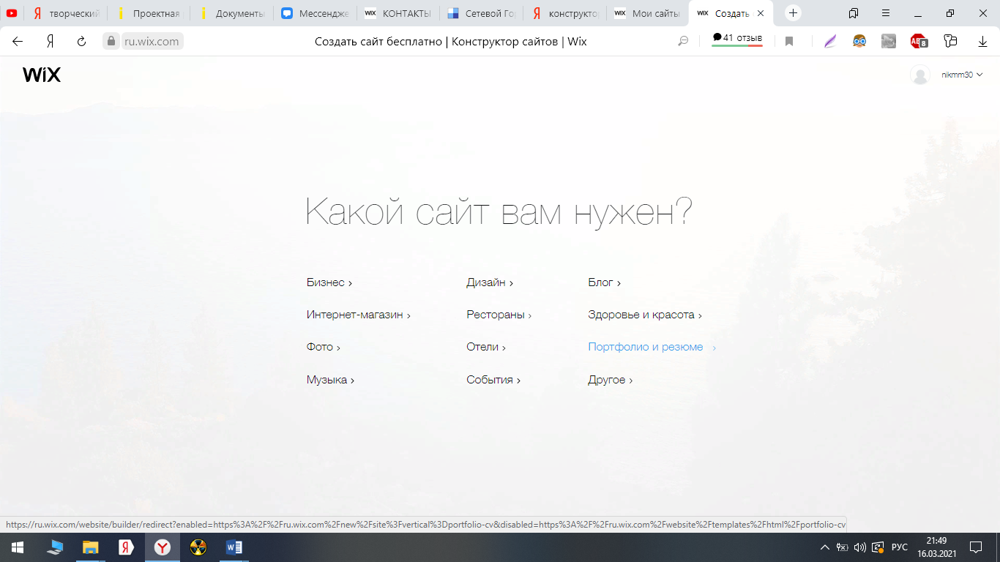 творческий Проектная Документы Мессендже WIX КОНТАКТЫ Сетевой Го конструктор WIX Мои сайты WIX Создать
ru.wix.com Создать сайт бесплатно | Конструктор сайтов | Wix 41 отзыв 8
WiX nikmm30
Какой сайт вам нужен?
Бизнес > Дизайн > Блог >
Интернет-магазин > Рестораны > Здоровье и красота >
Фото > Отели > Портфолио и резюме >
Музыка > События > Другое >
https://ru.wix.com/website/builder/redirect?enabled=https%3A%2F%2Fru.wix.com%2Fnew%2Fsite%3Fvertical%3Dportfolio-cv&disabled=https%3A%2F%2Fru.wix.com%2Fwebsite%2Ftemplates%2Fhtml%2Fportfolio-cv
РУС 21:49
16.03.2021